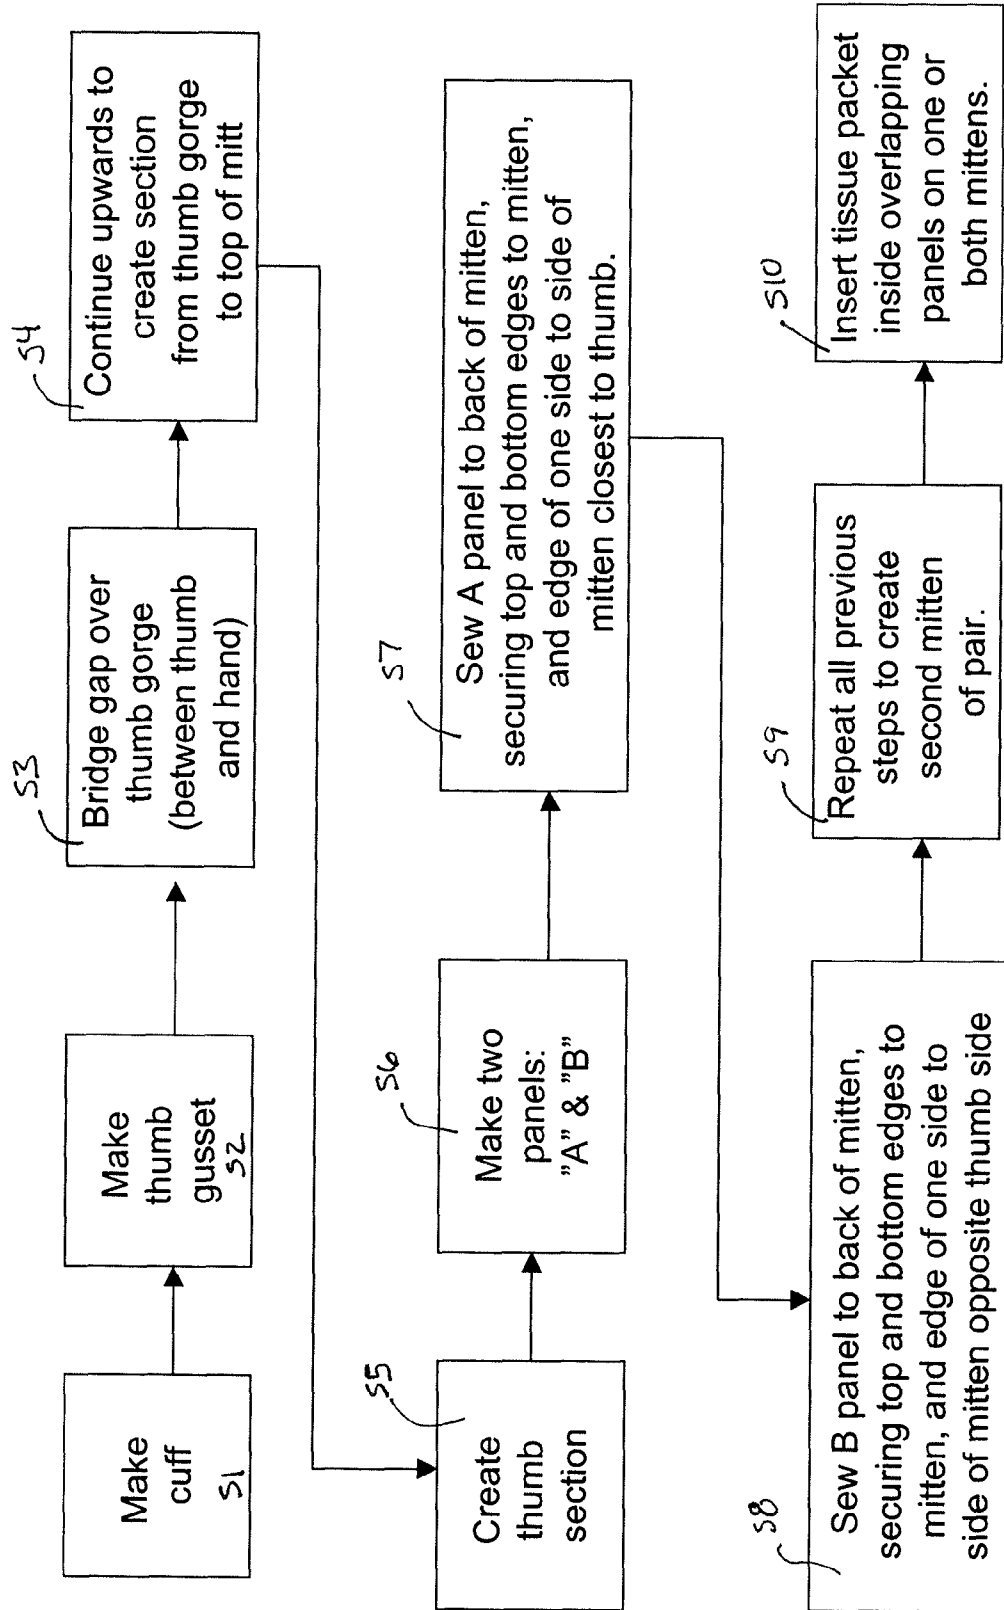 Make
cuff
S1
Make
thumb
gusset
S2
S3
Bridge gap over
thumb gorge
(between thumb
and hand)
S4
Continue upwards to
create section
from thumb gorge
to top of mitt
S5
Create
thumb
section
S6
Make two
panels:
"A" & "B"
S7
Sew A panel to back of mitten,
securing top and bottom edges to mitten,
and edge of one side to side of
mitten closest to thumb.
S8
Sew B panel to back of mitten,
securing top and bottom edges to
mitten, and edge of one side to
side of mitten opposite thumb side
S9
Repeat all previous
steps to create
second mitten
of pair.
S10
Insert tissue packet
inside overlapping
panels on one or
both mittens.